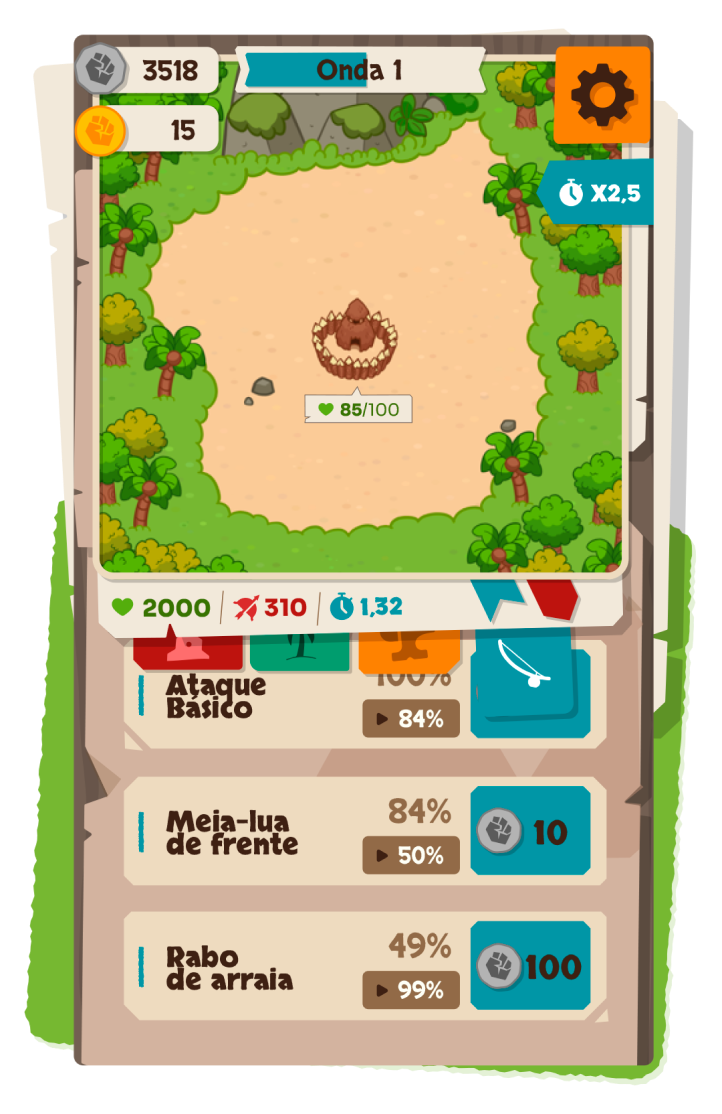 3518
Onda 1
15
X2,5
85/100
2000
310
1,32
Ataque
Básico
100%
84%
Meia-lua
de frente
84%
50%
10
Rabo
de arraia
49%
99%
100